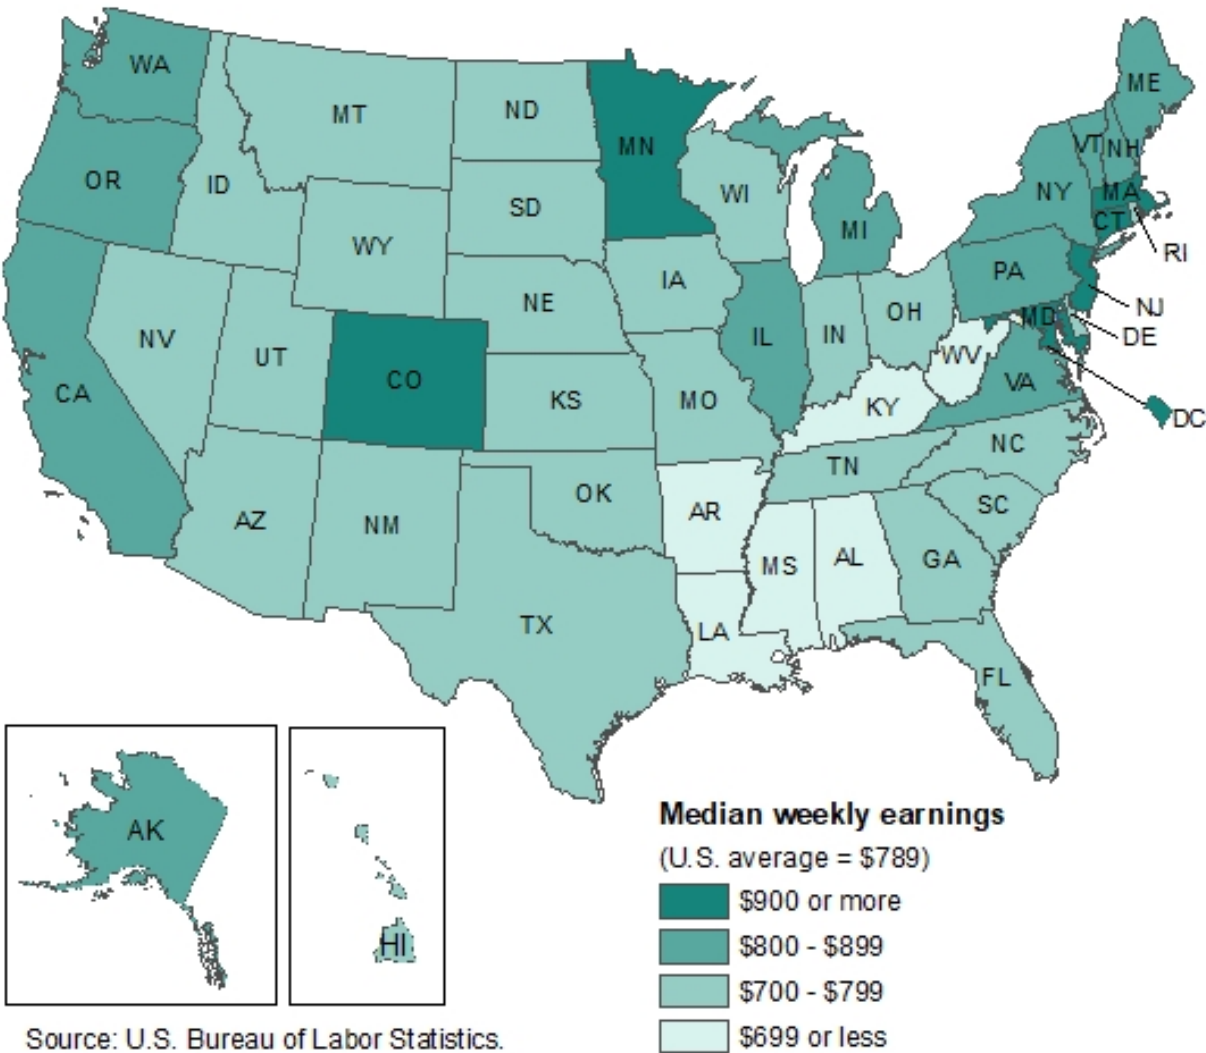 WA
ME
MT
ND
MN
VT
NH
OR
ID
WI
NY
MA
SD
MI
CT
WY
RI
PA
IA
NE
NJ
OH
MD
NV
IL
IN
DE
UT
WV
CO
VA
CA
KS
MO
KY
DC
NC
TN
OK
AR
SC
AZ
NM
AL
GA
MS
TX
LA
FL
AK
HI
Median weekly earnings
(U.S. average = $789)
$900 or more
$800 - $899
$700 - $799
$699 or less
Source: U.S. Bureau of Labor Statistics.